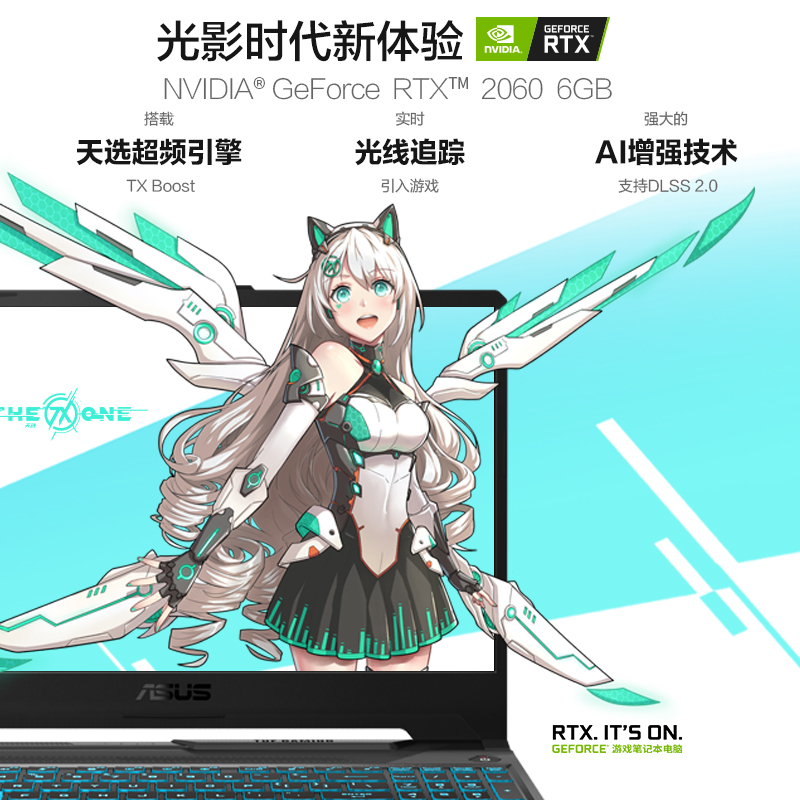 光影时代新体验
NVIDIA.
GEFORCE
RTX™
NVIDIA® GeForce RTX™ 2060 6GB
搭载
天选超频引擎
TX Boost
实时
光线追踪
引入游戏
强大的
AI增强技术
支持DLSS 2.0
THE TX ONE
ASUS
RTX. IT'S ON.
GEFORCE® 游戏笔记本电脑